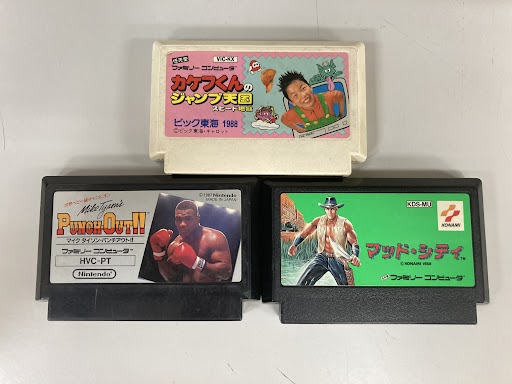 VIC-KX
ファミリー コンピュータ
カケフくんの
ジャンプ天国
スピード地獄
ビック東海 1988
©ビック東海・キャロット
Mike Tyson's
PUNCH-OUT!!
マイク タイソン・パンチアウト!!
ファミリー コンピュータ
HVC-PT
Nintendo
©1987 Nintendo
MADE IN JAPAN
KDS-MU
KONAMI
マッド・シティ
TM
©KONAMI 1988
ファミリー コンピュータ